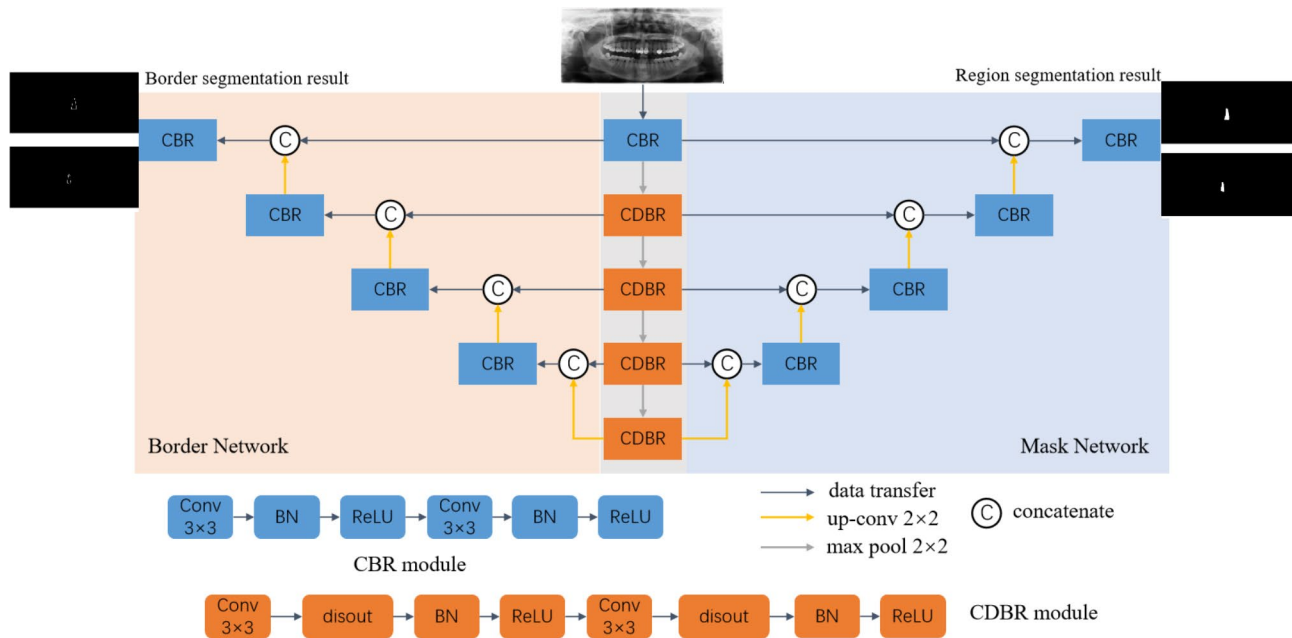 Border segmentation result
Region segmentation result
CBR
C
CBR
C
CBR
CBR
C
CDBR
C
CBR
CBR
C
CDBR
C
CBR
CBR
C
CDBR
C
CBR
CDBR
Border Network
Mask Network
Conv 3×3
BN
ReLU
Conv 3×3
BN
ReLU
CBR module
data transfer
up-conv 2×2
max pool 2×2
C
concatenate
Conv 3×3
disout
BN
ReLU
Conv 3×3
disout
BN
ReLU
CDBR module